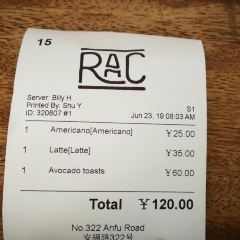 15
RAC
Server: Billy H
Printed By: Shu Y
ID: 320807 #1
S1
Jun 23, 19 08:03 AM
1 Americano[Americano] ¥25.00
1 Latte[Latte] ¥35.00
1 Avocado toasts ¥60.00
Total ¥120.00
No.322 Anfu Road
安福路322号